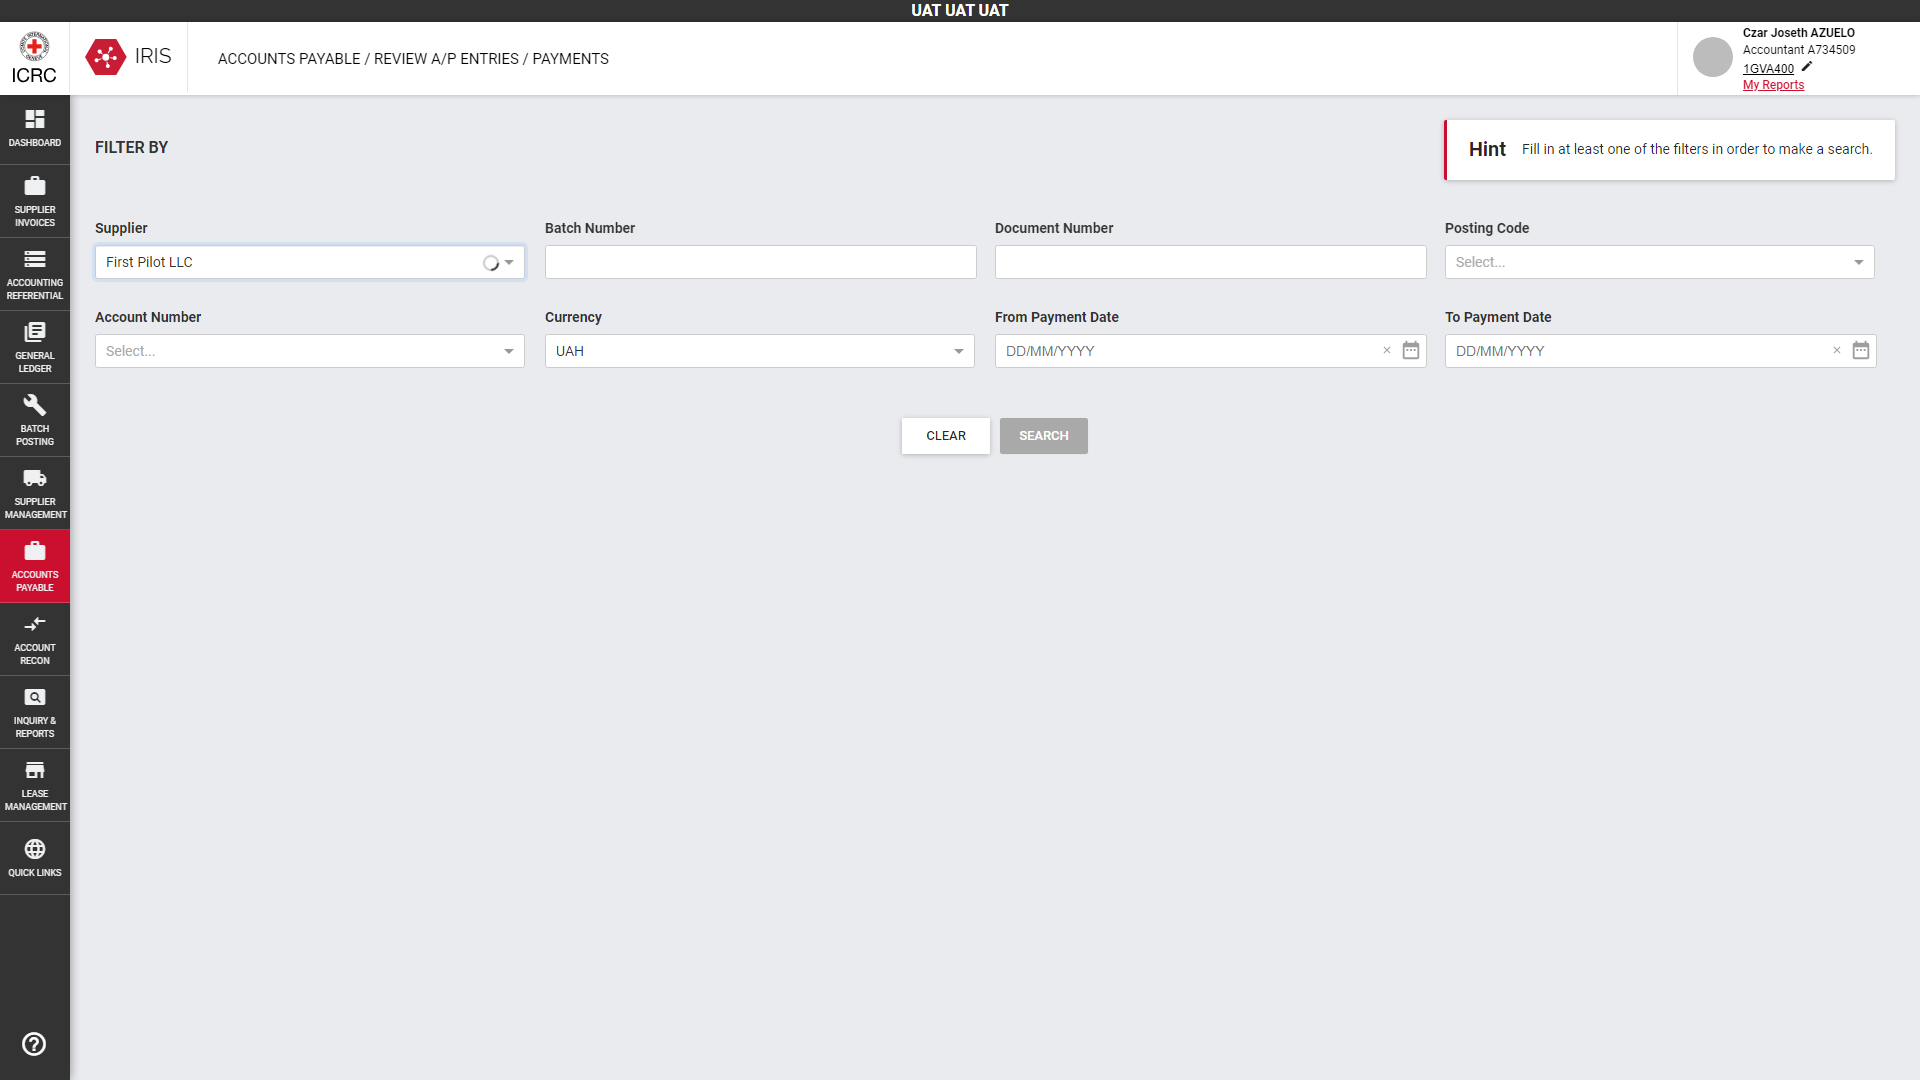 UAT UAT UAT
ICRC
IRIS
ACCOUNTS PAYABLE / REVIEW A/P ENTRIES / PAYMENTS
Czar Joseth AZUELO
Accountant A734509
1GVA400
My Reports
DASHBOARD
SUPPLIER
INVOICES
ACCOUNTING
REFERENTIAL
GENERAL
LEDGER
BATCH
POSTING
SUPPLIER
MANAGEMENT
ACCOUNTS
PAYABLE
ACCOUNT
RECON
INQUIRY &
REPORTS
LEASE
MANAGEMENT
QUICK LINKS
FILTER BY
Hint Fill in at least one of the filters in order to make a search.
Supplier Batch Number Document Number Posting Code
First Pilot LLC Select...
Account Number Currency From Payment Date To Payment Date
Select... UAH DD/MM/YYYY × DD/MM/YYYY ×
CLEAR SEARCH